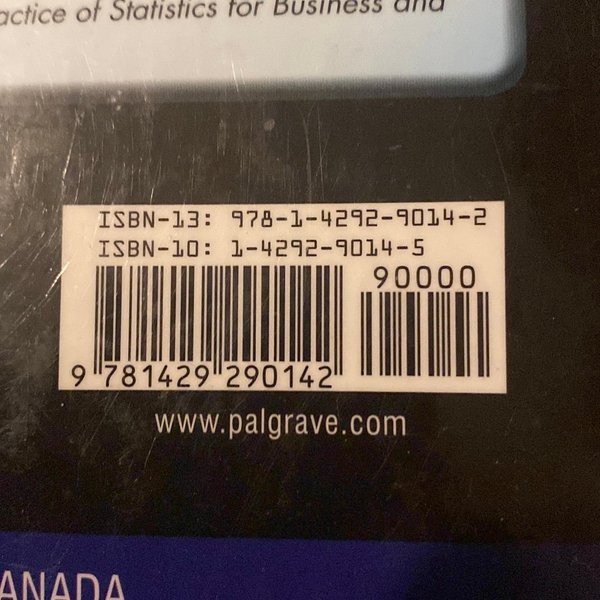 actice of Statistics for Business and
ISBN-13: 978-1-4292-9014-2
ISBN-10: 1-4292-9014-5
90000
9 781429 290142
www.palgrave.com
ANADA